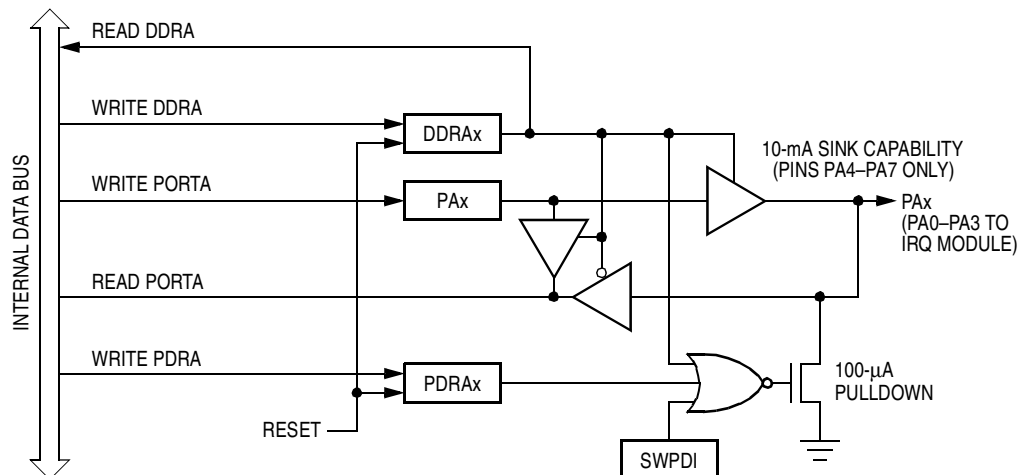 READ DDRA
WRITE DDRA
DDRAx
10-mA SINK CAPABILITY
(PINS PA4–PA7 ONLY)
WRITE PORTA
PAx
PAx
(PA0–PA3 TO
IRQ MODULE)
INTERNAL DATA BUS
READ PORTA
WRITE PDRA
PDRAx
100-μA
PULLDOWN
RESET
SWPDI